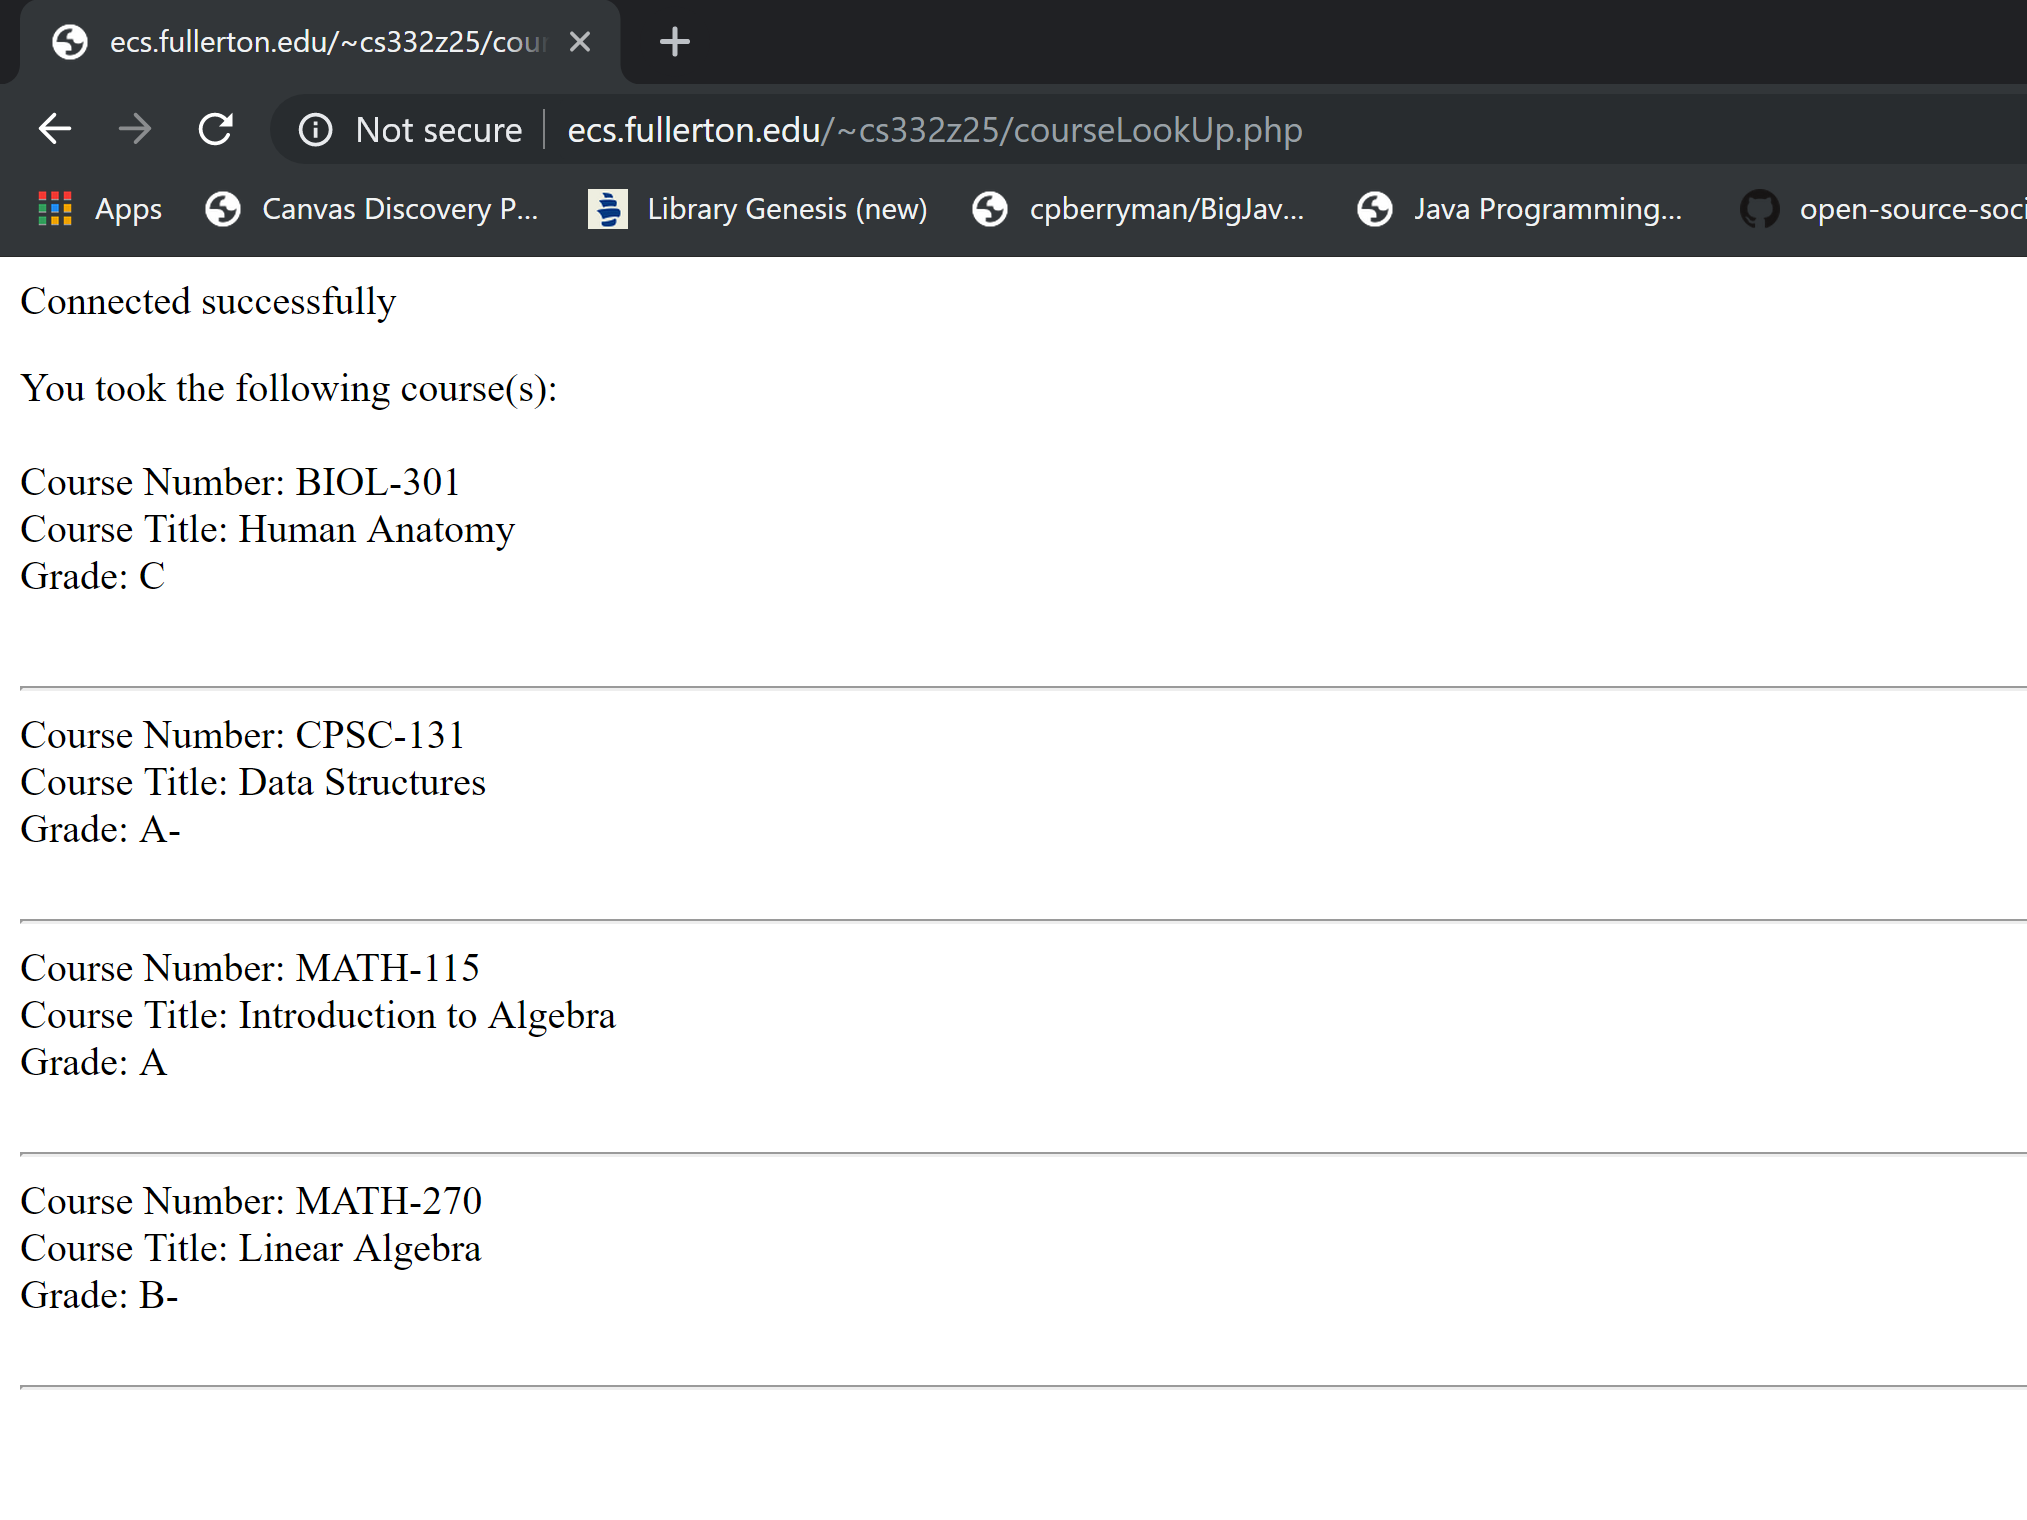 ecs.fullerton.edu/~cs332z25/cour
Not secure ecs.fullerton.edu/~cs332z25/courseLookUp.php
Apps Canvas Discovery P... Library Genesis (new) cpberryman/BigJav... Java Programming... open-source-soci
Connected successfully
You took the following course(s):
Course Number: BIOL-301
Course Title: Human Anatomy
Grade: C
Course Number: CPSC-131
Course Title: Data Structures
Grade: A-
Course Number: MATH-115
Course Title: Introduction to Algebra
Grade: A
Course Number: MATH-270
Course Title: Linear Algebra
Grade: B-